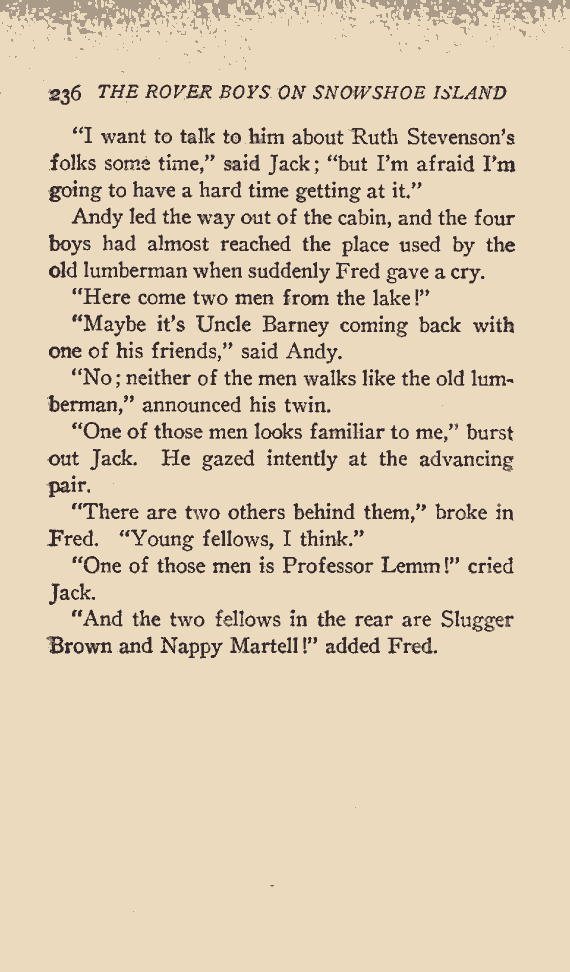 236 THE ROVER BOYS ON SNOWSHOE ISLAND
"I want to talk to him about Ruth Stevenson's
folks some time," said Jack; "but I'm afraid I'm
going to have a hard time getting at it."
Andy led the way out of the cabin, and the four
boys had almost reached the place used by the
old lumberman when suddenly Fred gave a cry.
"Here come two men from the lake!"
"Maybe it's Uncle Barney coming back with
one of his friends," said Andy.
"No; neither of the men walks like the old lum-
berman," announced his twin.
"One of those men looks familiar to me," burst
out Jack. He gazed intently at the advancing
pair.
"There are two others behind them," broke in
Fred. "Young fellows, I think."
"One of those men is Professor Lemm!" cried
Jack.
"And the two fellows in the rear are Slugger
Brown and Nappy Martell!" added Fred.